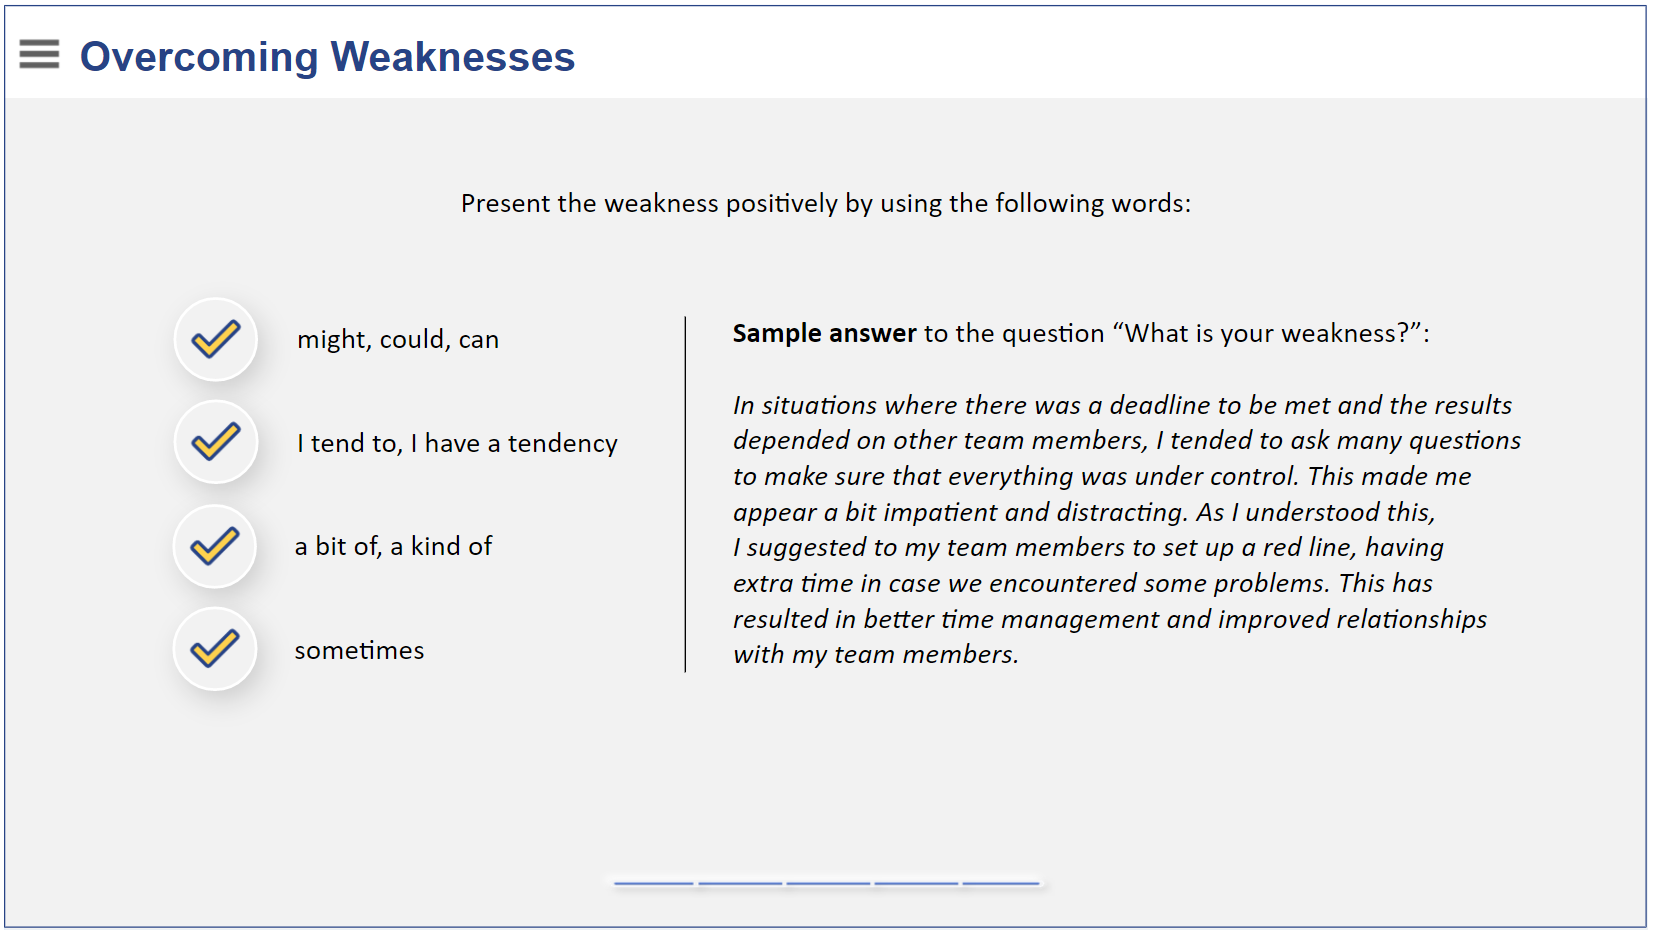 Overcoming Weaknesses
Present the weakness positively by using the following words:
might, could, can
I tend to, I have a tendency
a bit of, a kind of
sometimes
Sample answer to the question “What is your weakness?”:
In situations where there was a deadline to be met and the results
depended on other team members, I tended to ask many questions
to make sure that everything was under control. This made me
appear a bit impatient and distracting. As I understood this,
I suggested to my team members to set up a red line, having
extra time in case we encountered some problems. This has
resulted in better time management and improved relationships
with my team members.